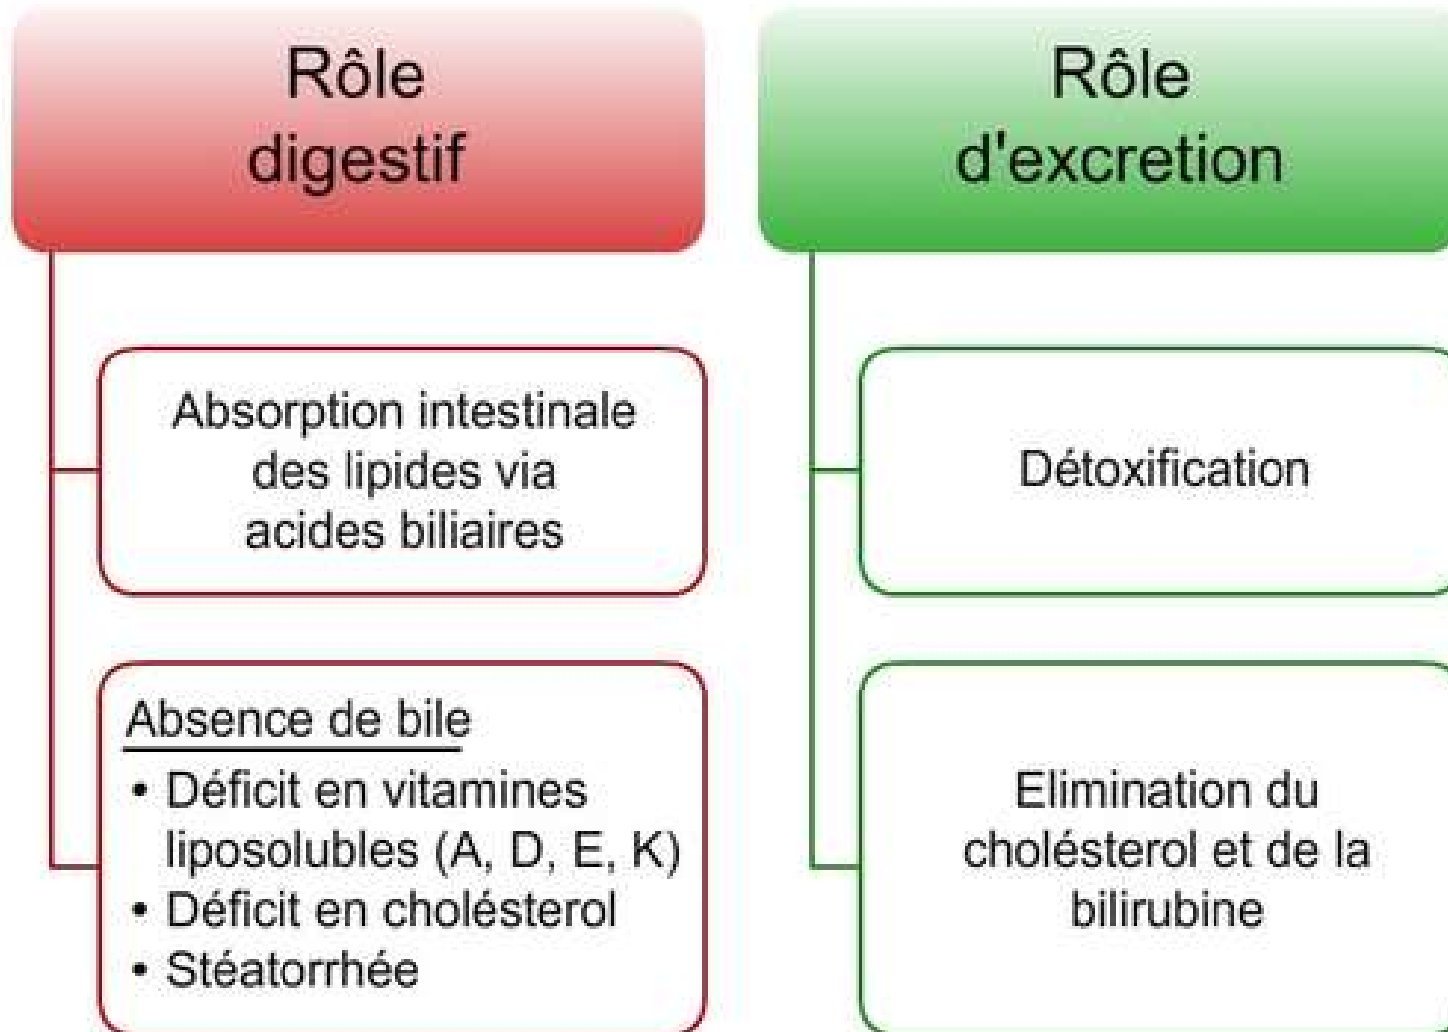 Rôle
digestif
Absorption intestinale
des lipides via
acides biliaires
Absence de bile
• Déficit en vitamines
liposolubles (A, D, E, K)
• Déficit en cholésterol
• Stéatorrhée
Rôle
d'excretion
Détoxification
Elimination du
cholésterol et de la
bilirubine